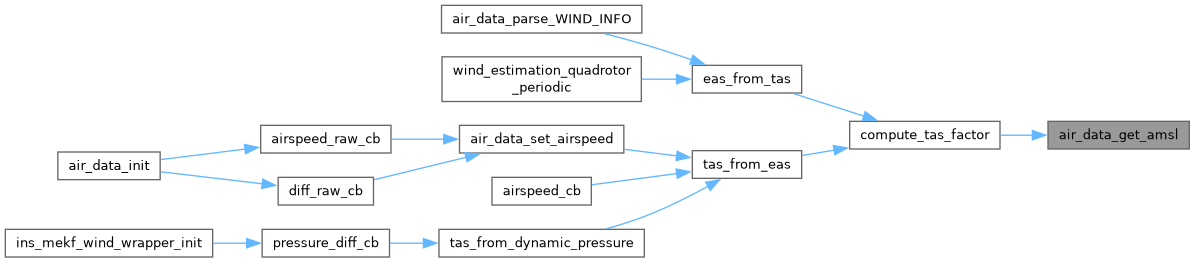 air_data_parse_WIND_INFO
wind_estimation_quadrotor
_periodic
eas_from_tas
airspeed_raw_cb
air_data_set_airspeed
compute_tas_factor
air_data_get_amsl
air_data_init
tas_from_eas
diff_raw_cb
airspeed_cb
ins_mekf_wind_wrapper_init
pressure_diff_cb
tas_from_dynamic_pressure